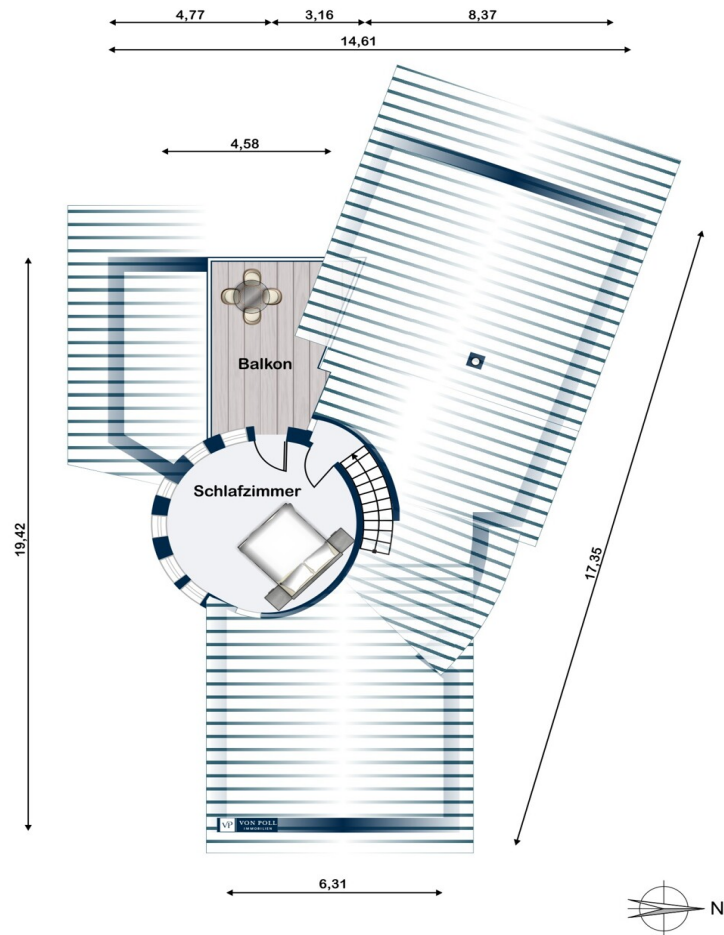 4,77
3,16
8,37
14,61
4,58
Balkon
Schlafzimmer
19,42
17,35
VP VON POLL
IMMOBILIEN
6,31
N